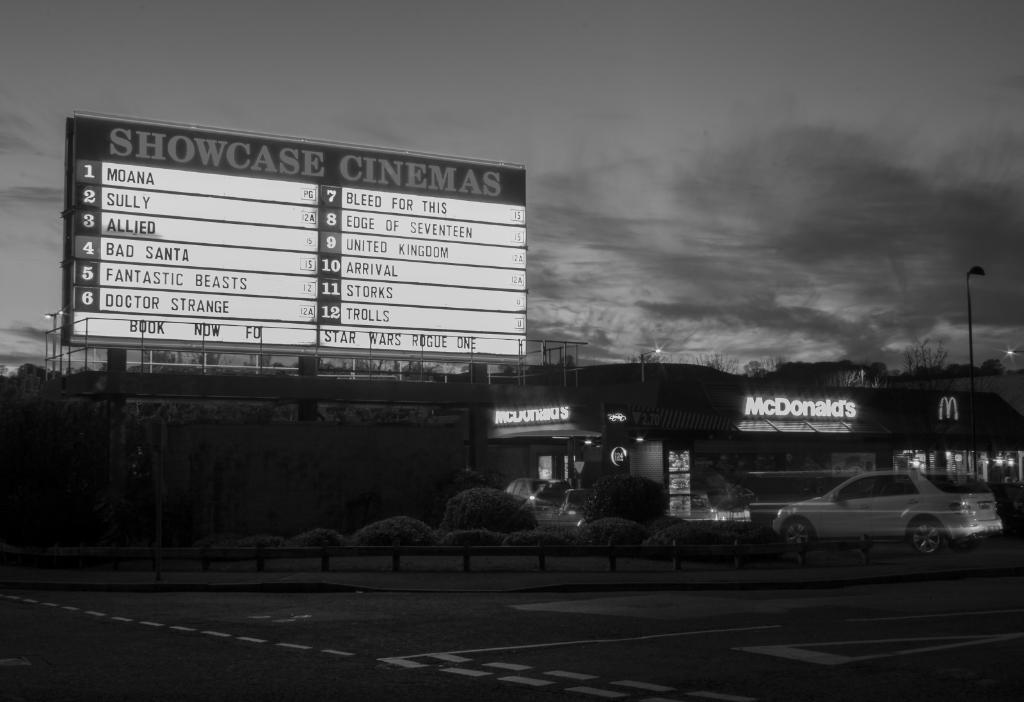 SHOWCASE CINEMAS
1 MOANA PG
2 SULLY 12A
3 ALLIED 15
4 BAD SANTA 15
5 FANTASTIC BEASTS 12
6 DOCTOR STRANGE 12A
BOOK NOW FO
7 BLEED FOR THIS 15
8 EDGE OF SEVENTEEN 15
9 UNITED KINGDOM 12A
10 ARRIVAL 12A
11 STORKS U
12 TROLLS U
STAR WARS ROGUE ONE
McDonald's
McDonald's
M